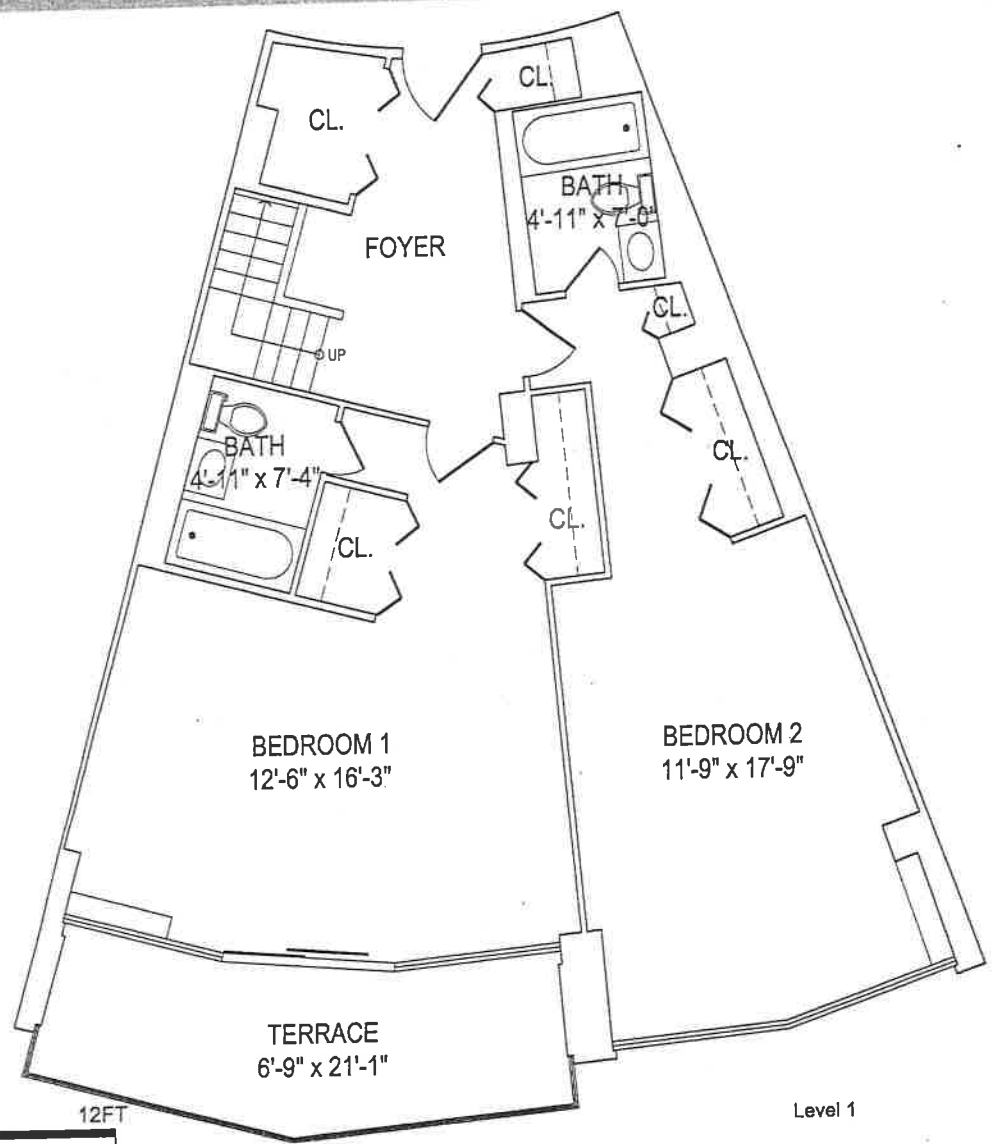 CL.
CL.
BATH
4'-11" x 7'-0"
FOYER
CL.
UP
BATH
4'-11" x 7'-4"
CL.
CL.
CL.
BEDROOM 1
12'-6" x 16'-3"
BEDROOM 2
11'-9" x 17'-9"
TERRACE
6'-9" x 21'-1"
12FT
Level 1